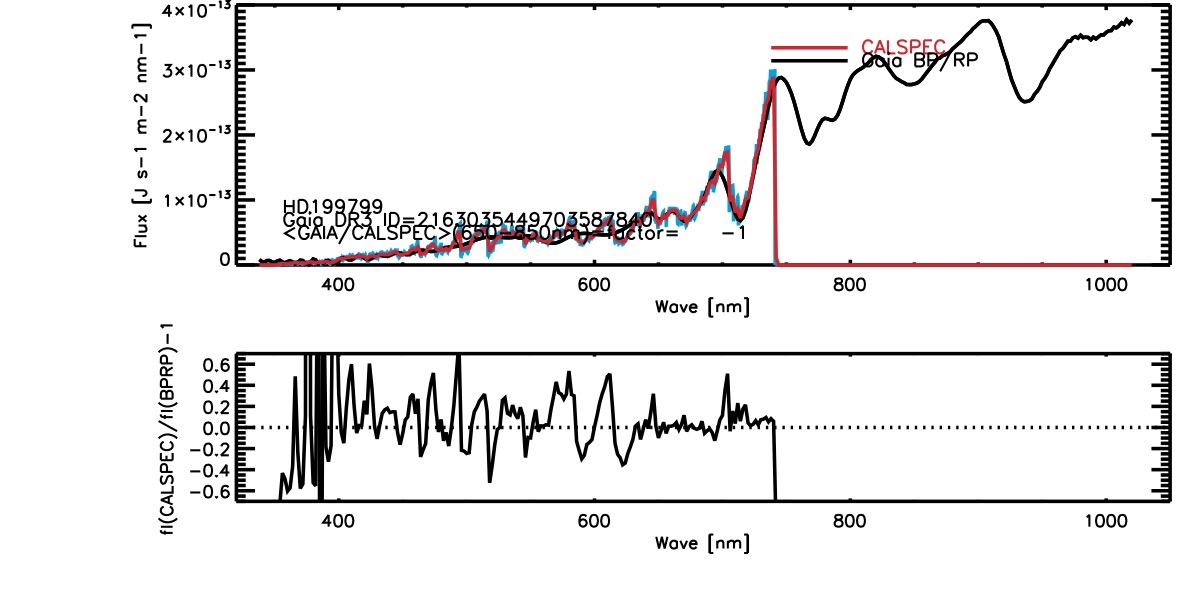 4×10−13
3×10−13
2×10−13
1×10−13
0
Flux [J s−1 m−2 nm−1]
CALSPEC
Gaia BP/RP
HD199799
Gaia DR3 ID=2163035449703587840
<GAIA/CALSPEC>(650−850nm) factor= −1
400 600 800 1000
Wave [nm]
fl(CALSPEC)/fl(BPRP)−1
0.6
0.4
0.2
0.0
−0.2
−0.4
−0.6
400 600 800 1000
Wave [nm]